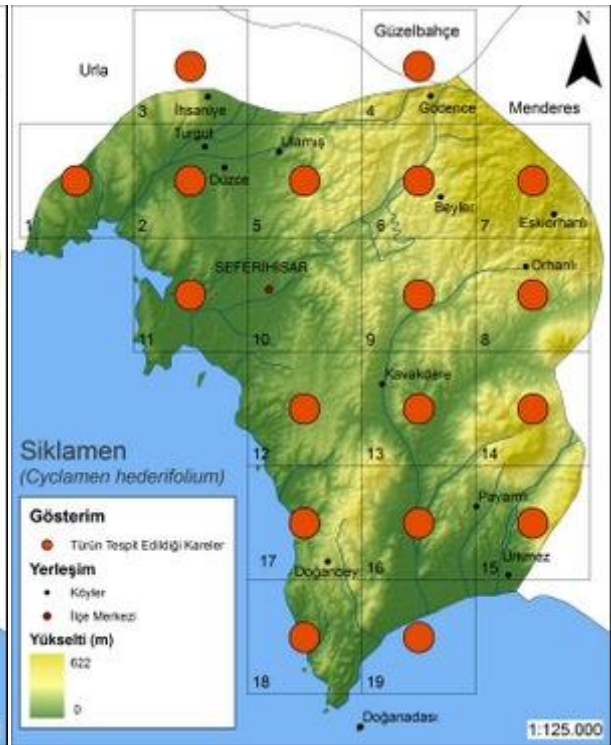 Güzelbahçe
N
Urla
3
İhsaniye
4
Gödence
Menderes
Turgut
Ulamış
Düzce
1
2
5
6
Beyler
7
Eskiorhanlı
SEFERİHİSAR
Orhanlı
11
10
9
8
Kavakdere
Siklamen
(Cyclamen hederifolium)
12
13
14
Gösterim
Türün Tespit Edildiği Kareler
Yerleşim
Köyler
İlçe Merkezi
Yükselti (m)
622
0
Payamlı
17
Doğanbey
16
15
Ürkmez
18
19
Doğanadası
1:125.000